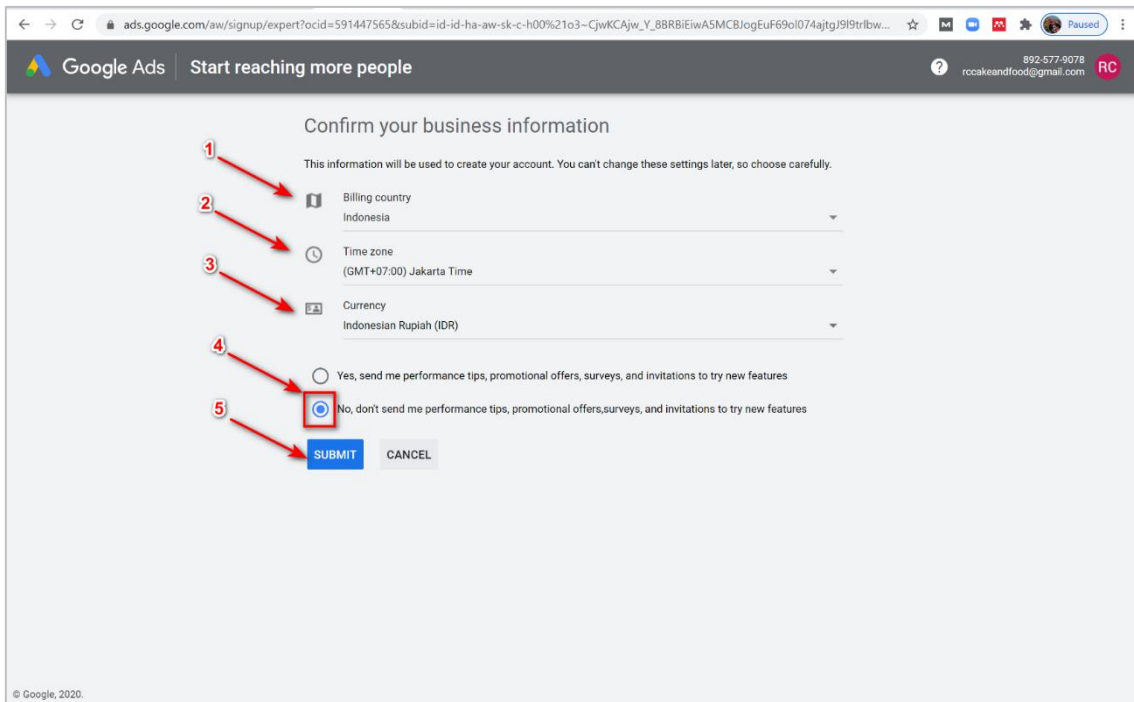 ads.google.com/aw/signup/expert?ocid=591447565&subid=id-id-ha-aw-sk-c-h00%21o3~CjwKCAjw_Y_8BRBiEiwA5MCBJogEuF69ol074ajtgJ9l9trlbw...
Paused
Google Ads
Start reaching more people
892-577-9078
rccakeandfood@gmail.com
RC
Confirm your business information
This information will be used to create your account. You can't change these settings later, so choose carefully.
1
Billing country
Indonesia
2
Time zone
(GMT+07:00) Jakarta Time
3
Currency
Indonesian Rupiah (IDR)
4
Yes, send me performance tips, promotional offers, surveys, and invitations to try new features
5
No, don't send me performance tips, promotional offers,surveys, and invitations to try new features
SUBMIT
CANCEL
© Google, 2020.